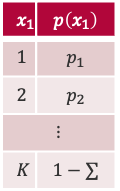 x₁ p(x₁)
1 p₁
2 p₂
⋮
K 1 − ∑